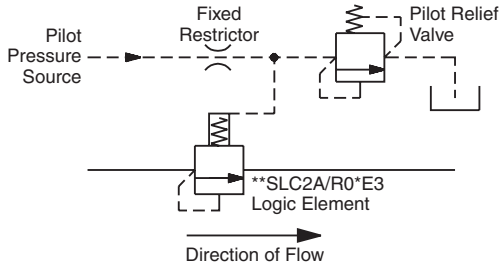 Pilot
Pressure
Source
Fixed
Restrictor
Pilot Relief
Valve
**SLC2A/R0*E3
Logic Element
Direction of Flow